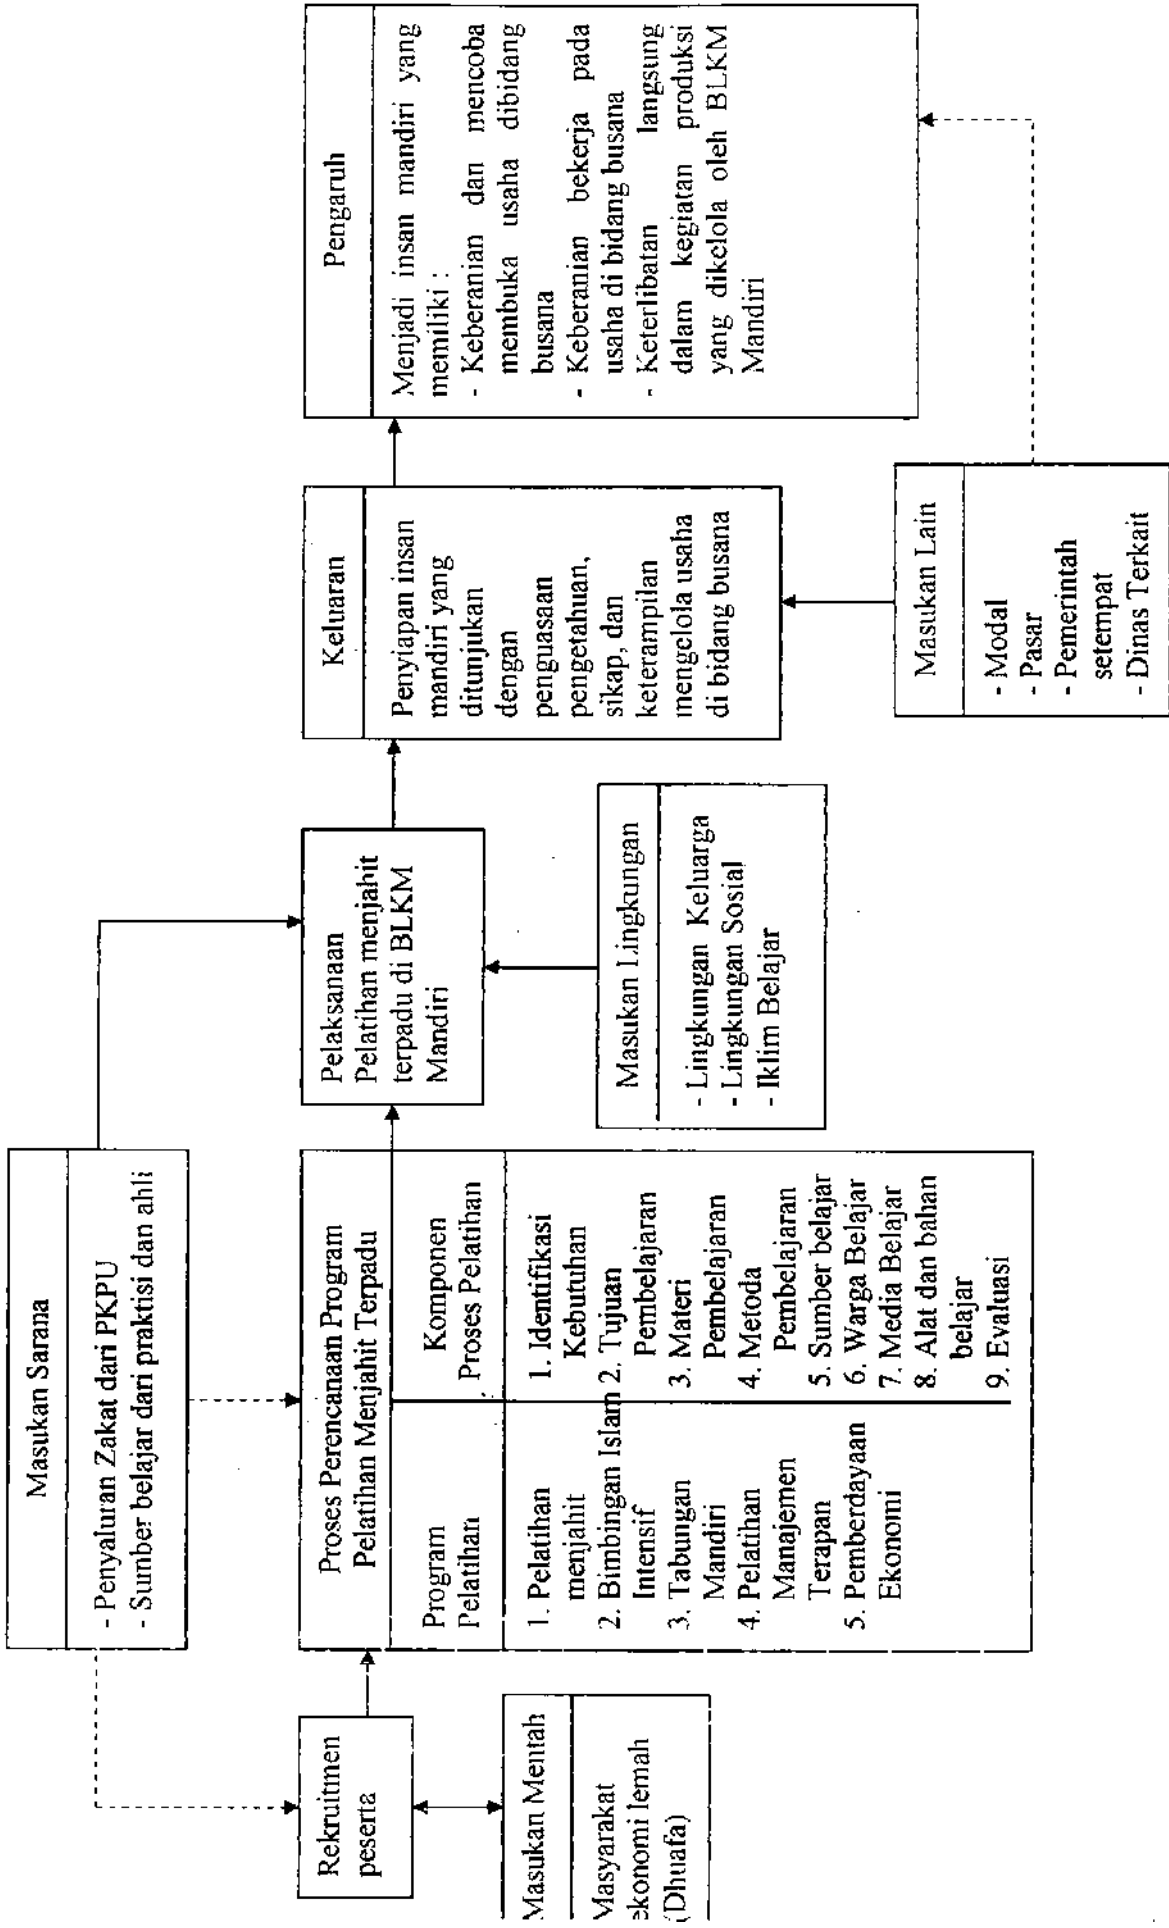 Masukan Sarana
- Penyaluran Zakat dari PKPU
- Sumber belajar dari praktisi dan ahli
Rekruitmen
peserta
Masukan Mentah
Masyarakat
ekonomi lemah
(Dhuafa)
Proses Perencanaan Program
Pelatihan Menjahit Terpadu
Program
Pelatihan
1. Pelatihan
menjahit
2. Bimbingan Islam
Intensif
3. Tabungan
Mandiri
4. Pelatihan
Manajemen
Terapan
5. Pemberdayaan
Ekonomi
Komponen
Proses Pelatihan
1. Identifikasi
Kebutuhan
2. Tujuan
Pembelajaran
3. Materi
Pembelajaran
4. Metoda
Pembelajaran
5. Sumber belajar
6. Warga Belajar
7. Media Belajar
8. Alat dan bahan
belajar
9. Evaluasi
Pelaksanaan
Pelatihan menjahit
terpadu di BLKM
Mandiri
Masukan Lingkungan
- Lingkungan Keluarga
- Lingkungan Sosial
- Iklim Belajar
Keluaran
Penyiapan insan
mandiri yang
ditunjukan
dengan
penguasaan
pengetahuan,
sikap, dan
keterampilan
mengelola usaha
di bidang busana
Masukan Lain
- Modal
- Pasar
- Pemerintah
setempat
- Dinas Terkait
Pengaruh
Menjadi insan mandiri yang
memiliki :
- Keberanian dan mencoba
membuka usaha dibidang
busana
- Keberanian bekerja pada
usaha di bidang busana
- Keterlibatan langsung
dalam kegiatan produksi
yang dikelola oleh BLKM
Mandiri